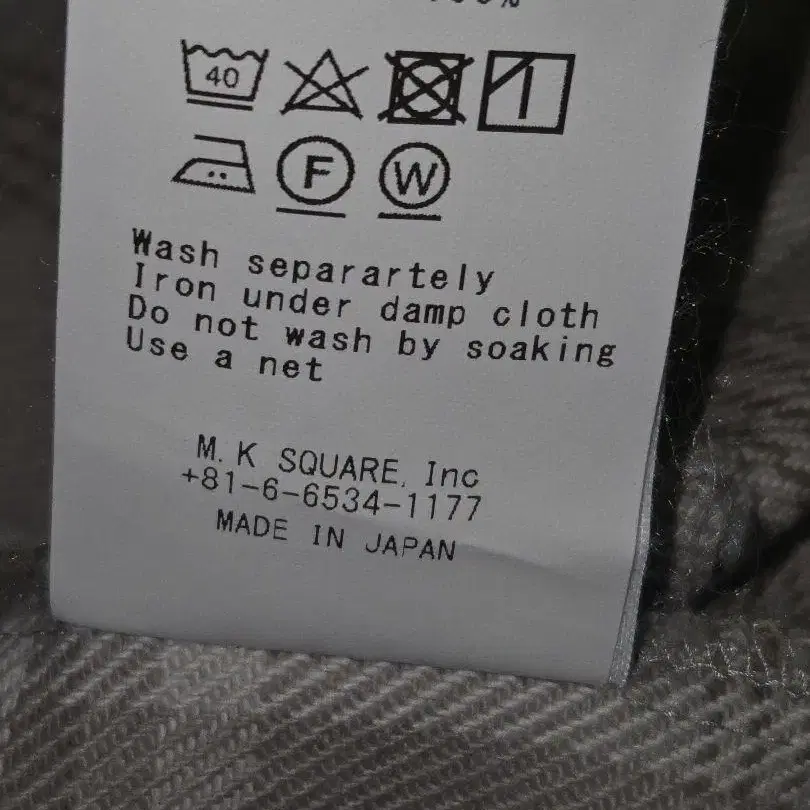 40
F W
Wash separartely
Iron under damp cloth
Do not wash by soaking
Use a net
M.K SQUARE, Inc
+81-6-6534-1177
MADE IN JAPAN